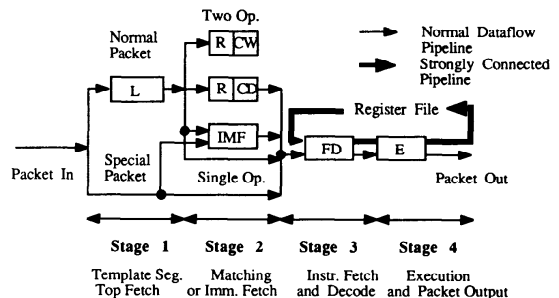 Two Op.
Normal Packet
R CW
Normal Dataflow Pipeline
Strongly Connected Pipeline
L
R CD
Register File
IMF
FD
E
Packet In
Special Packet
Single Op.
Packet Out
Stage 1
Stage 2
Stage 3
Stage 4
Template Seg. Top Fetch
Matching or Imm. Fetch
Instr. Fetch and Decode
Execution and Packet Output